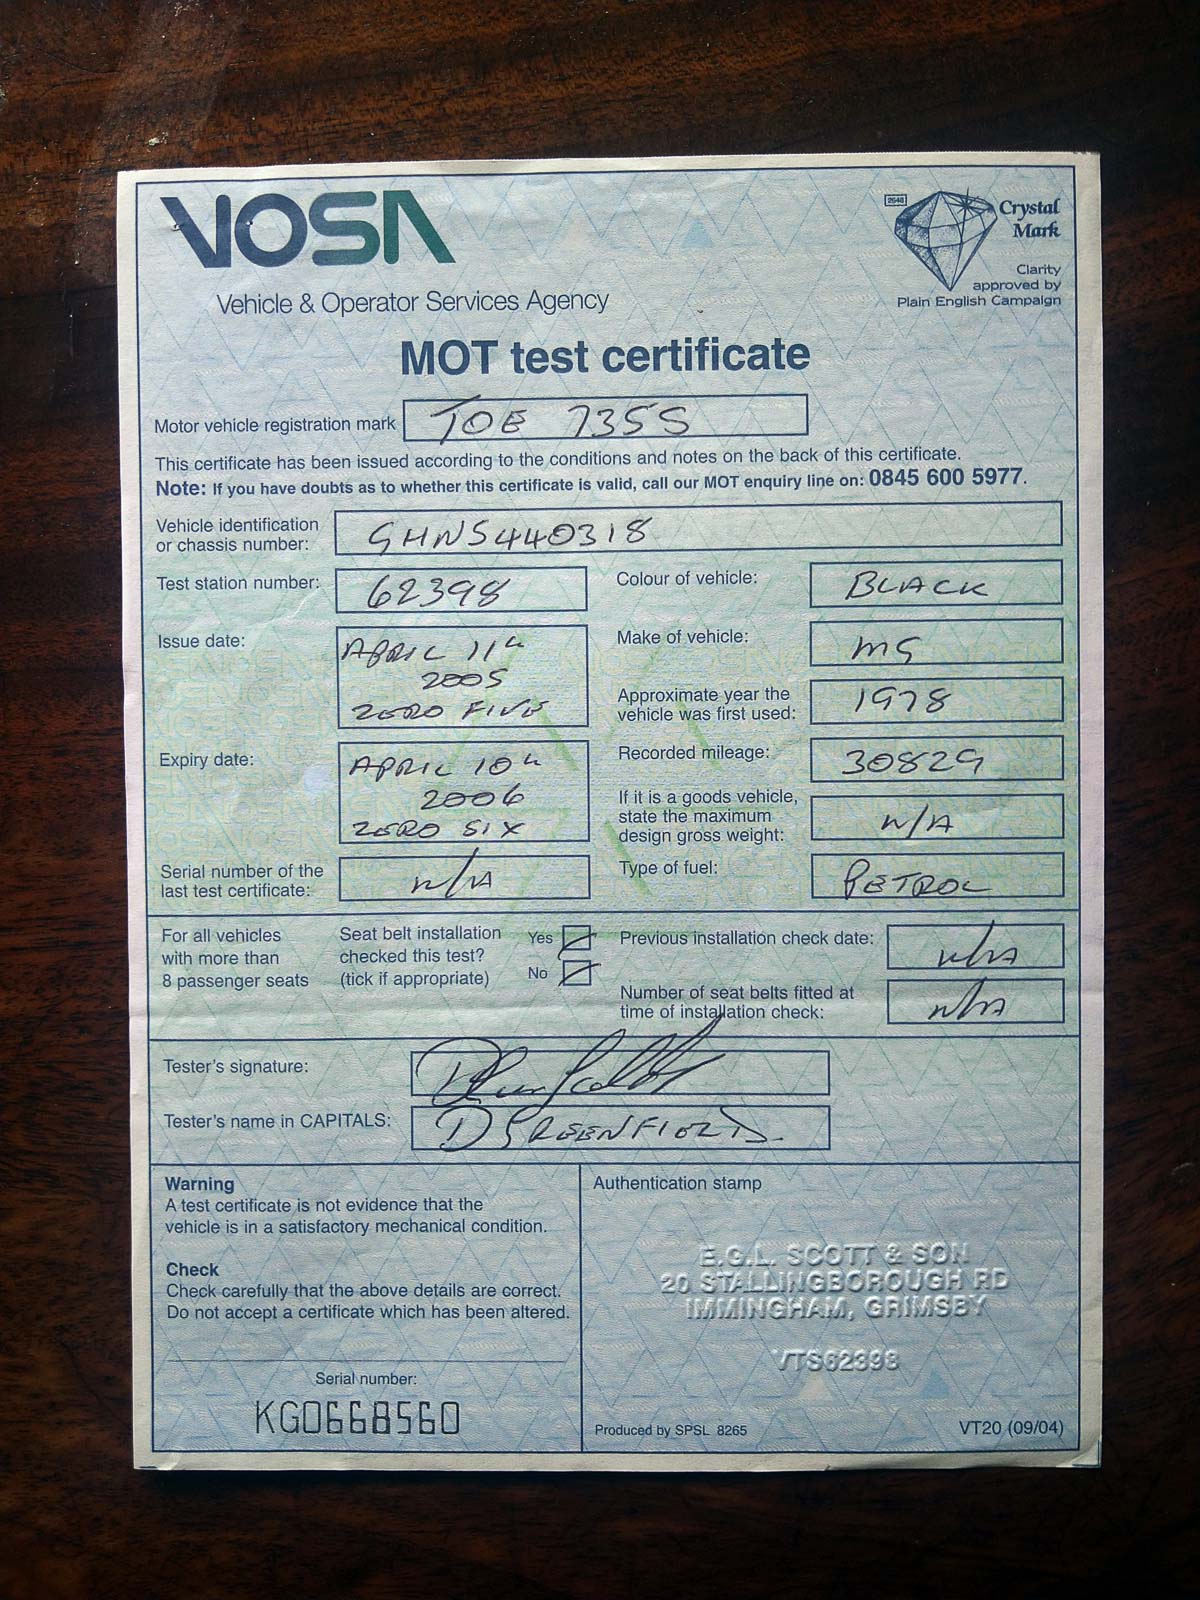 VOSA
Vehicle & Operator Services Agency
2648
Crystal
Mark
Clarity
approved by
Plain English Campaign
MOT test certificate
Motor vehicle registration mark TOE 735S
This certificate has been issued according to the conditions and notes on the back of this certificate.
Note: If you have doubts as to whether this certificate is valid, call our MOT enquiry line on: 0845 600 5977.
Vehicle identification
or chassis number: GHN5440318
Test station number: 62398
Colour of vehicle: BLACK
Issue date: APRIL 11th
2005
ZERO FIVE
Make of vehicle: MG
Approximate year the
vehicle was first used: 1978
Expiry date: APRIL 10th
2006
ZERO SIX
Recorded mileage: 30829
If it is a goods vehicle,
state the maximum
design gross weight: N/A
Serial number of the
last test certificate: N/A
Type of fuel: PETROL
For all vehicles
with more than
8 passenger seats
Seat belt installation
checked this test?
(tick if appropriate)
Yes
No
Previous installation check date: N/A
Number of seat belts fitted at
time of installation check: N/A
Tester's signature:
Tester's name in CAPITALS: D GREENFIELD.
Warning
A test certificate is not evidence that the
vehicle is in a satisfactory mechanical condition.
Check
Check carefully that the above details are correct.
Do not accept a certificate which has been altered.
Serial number:
KG0668560
Authentication stamp
E.G.L. SCOTT & SON
20 STALLINGBOROUGH RD
IMMINGHAM, GRIMSBY
VTS62398
Produced by SPSL 8265
VT20 (09/04)